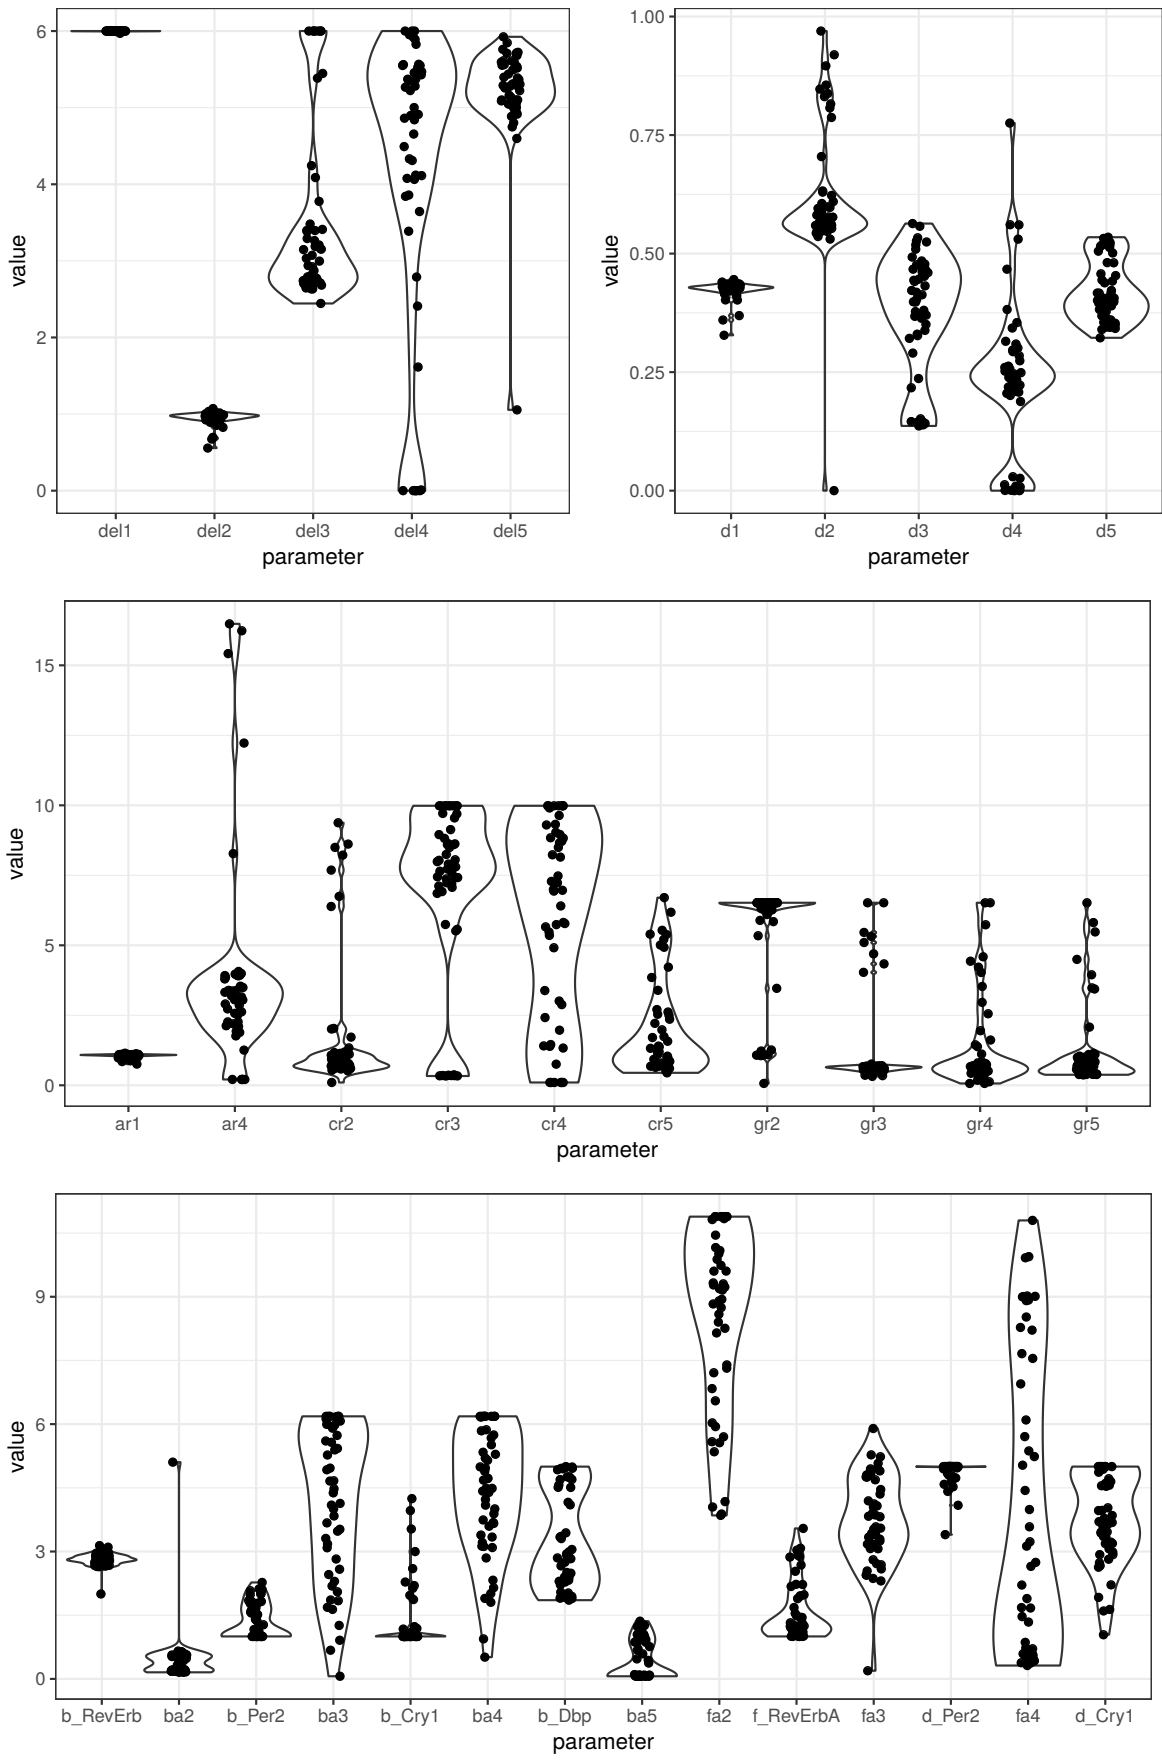 6
4
2
0
value
del1 del2 del3 del4 del5
parameter
1.00
0.75
0.50
0.25
0.00
value
d1 d2 d3 d4 d5
parameter
15
10
5
0
value
ar1 ar4 cr2 cr3 cr4 cr5 gr2 gr3 gr4 gr5
parameter
9
6
3
0
value
b_RevErb ba2 b_Per2 ba3 b_Cry1 ba4 b_Dbp ba5 fa2 f_RevErbA fa3 d_Per2 fa4 d_Cry1
parameter